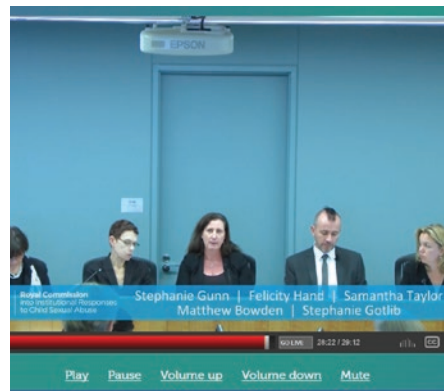 EPSON
Royal Commission
into Institutional Responses
to Child Sexual Abuse
Stephanie Gunn | Felicity Hand | Samantha Taylor
Matthew Bowden | Stephanie Gotlib
GO LIVE 28:22 / 29:12 CC
Play Pause Volume up Volume down Mute